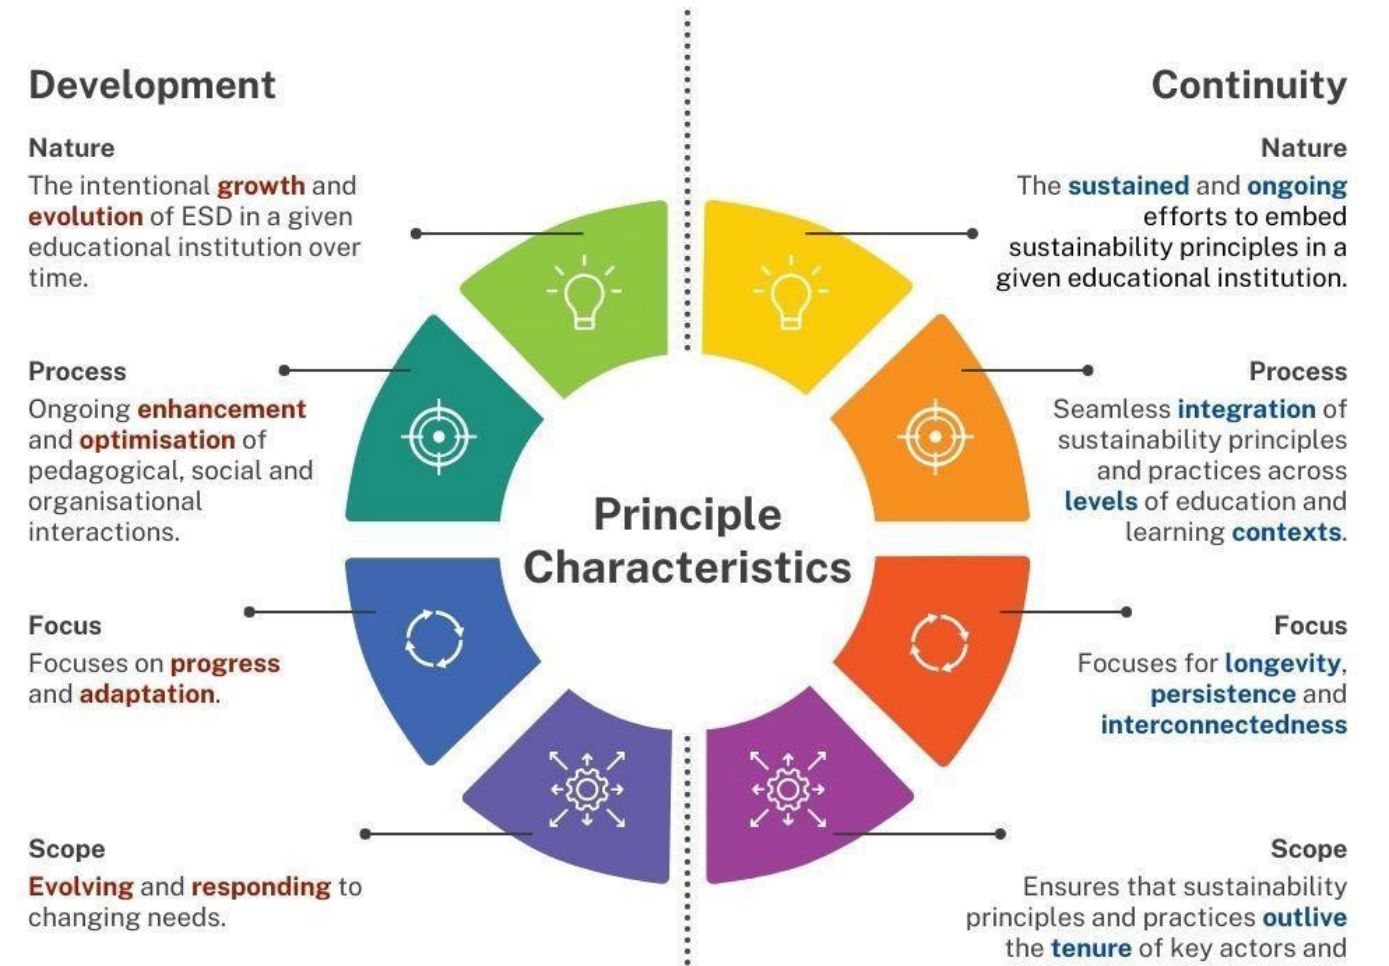 Development
Nature
The intentional growth and
evolution of ESD in a given
educational institution over
time.
Process
Ongoing enhancement
and optimisation of
pedagogical, social and
organisational
interactions.
Focus
Focuses on progress
and adaptation.
Scope
Evolving and responding to
changing needs.
Principle
Characteristics
Continuity
Nature
The sustained and ongoing
efforts to embed
sustainability principles in a
given educational institution.
Process
Seamless integration of
sustainability principles
and practices across
levels of education and
learning contexts.
Focus
Focuses for longevity,
persistence and
interconnectedness
Scope
Ensures that sustainability
principles and practices outlive
the tenure of key actors and